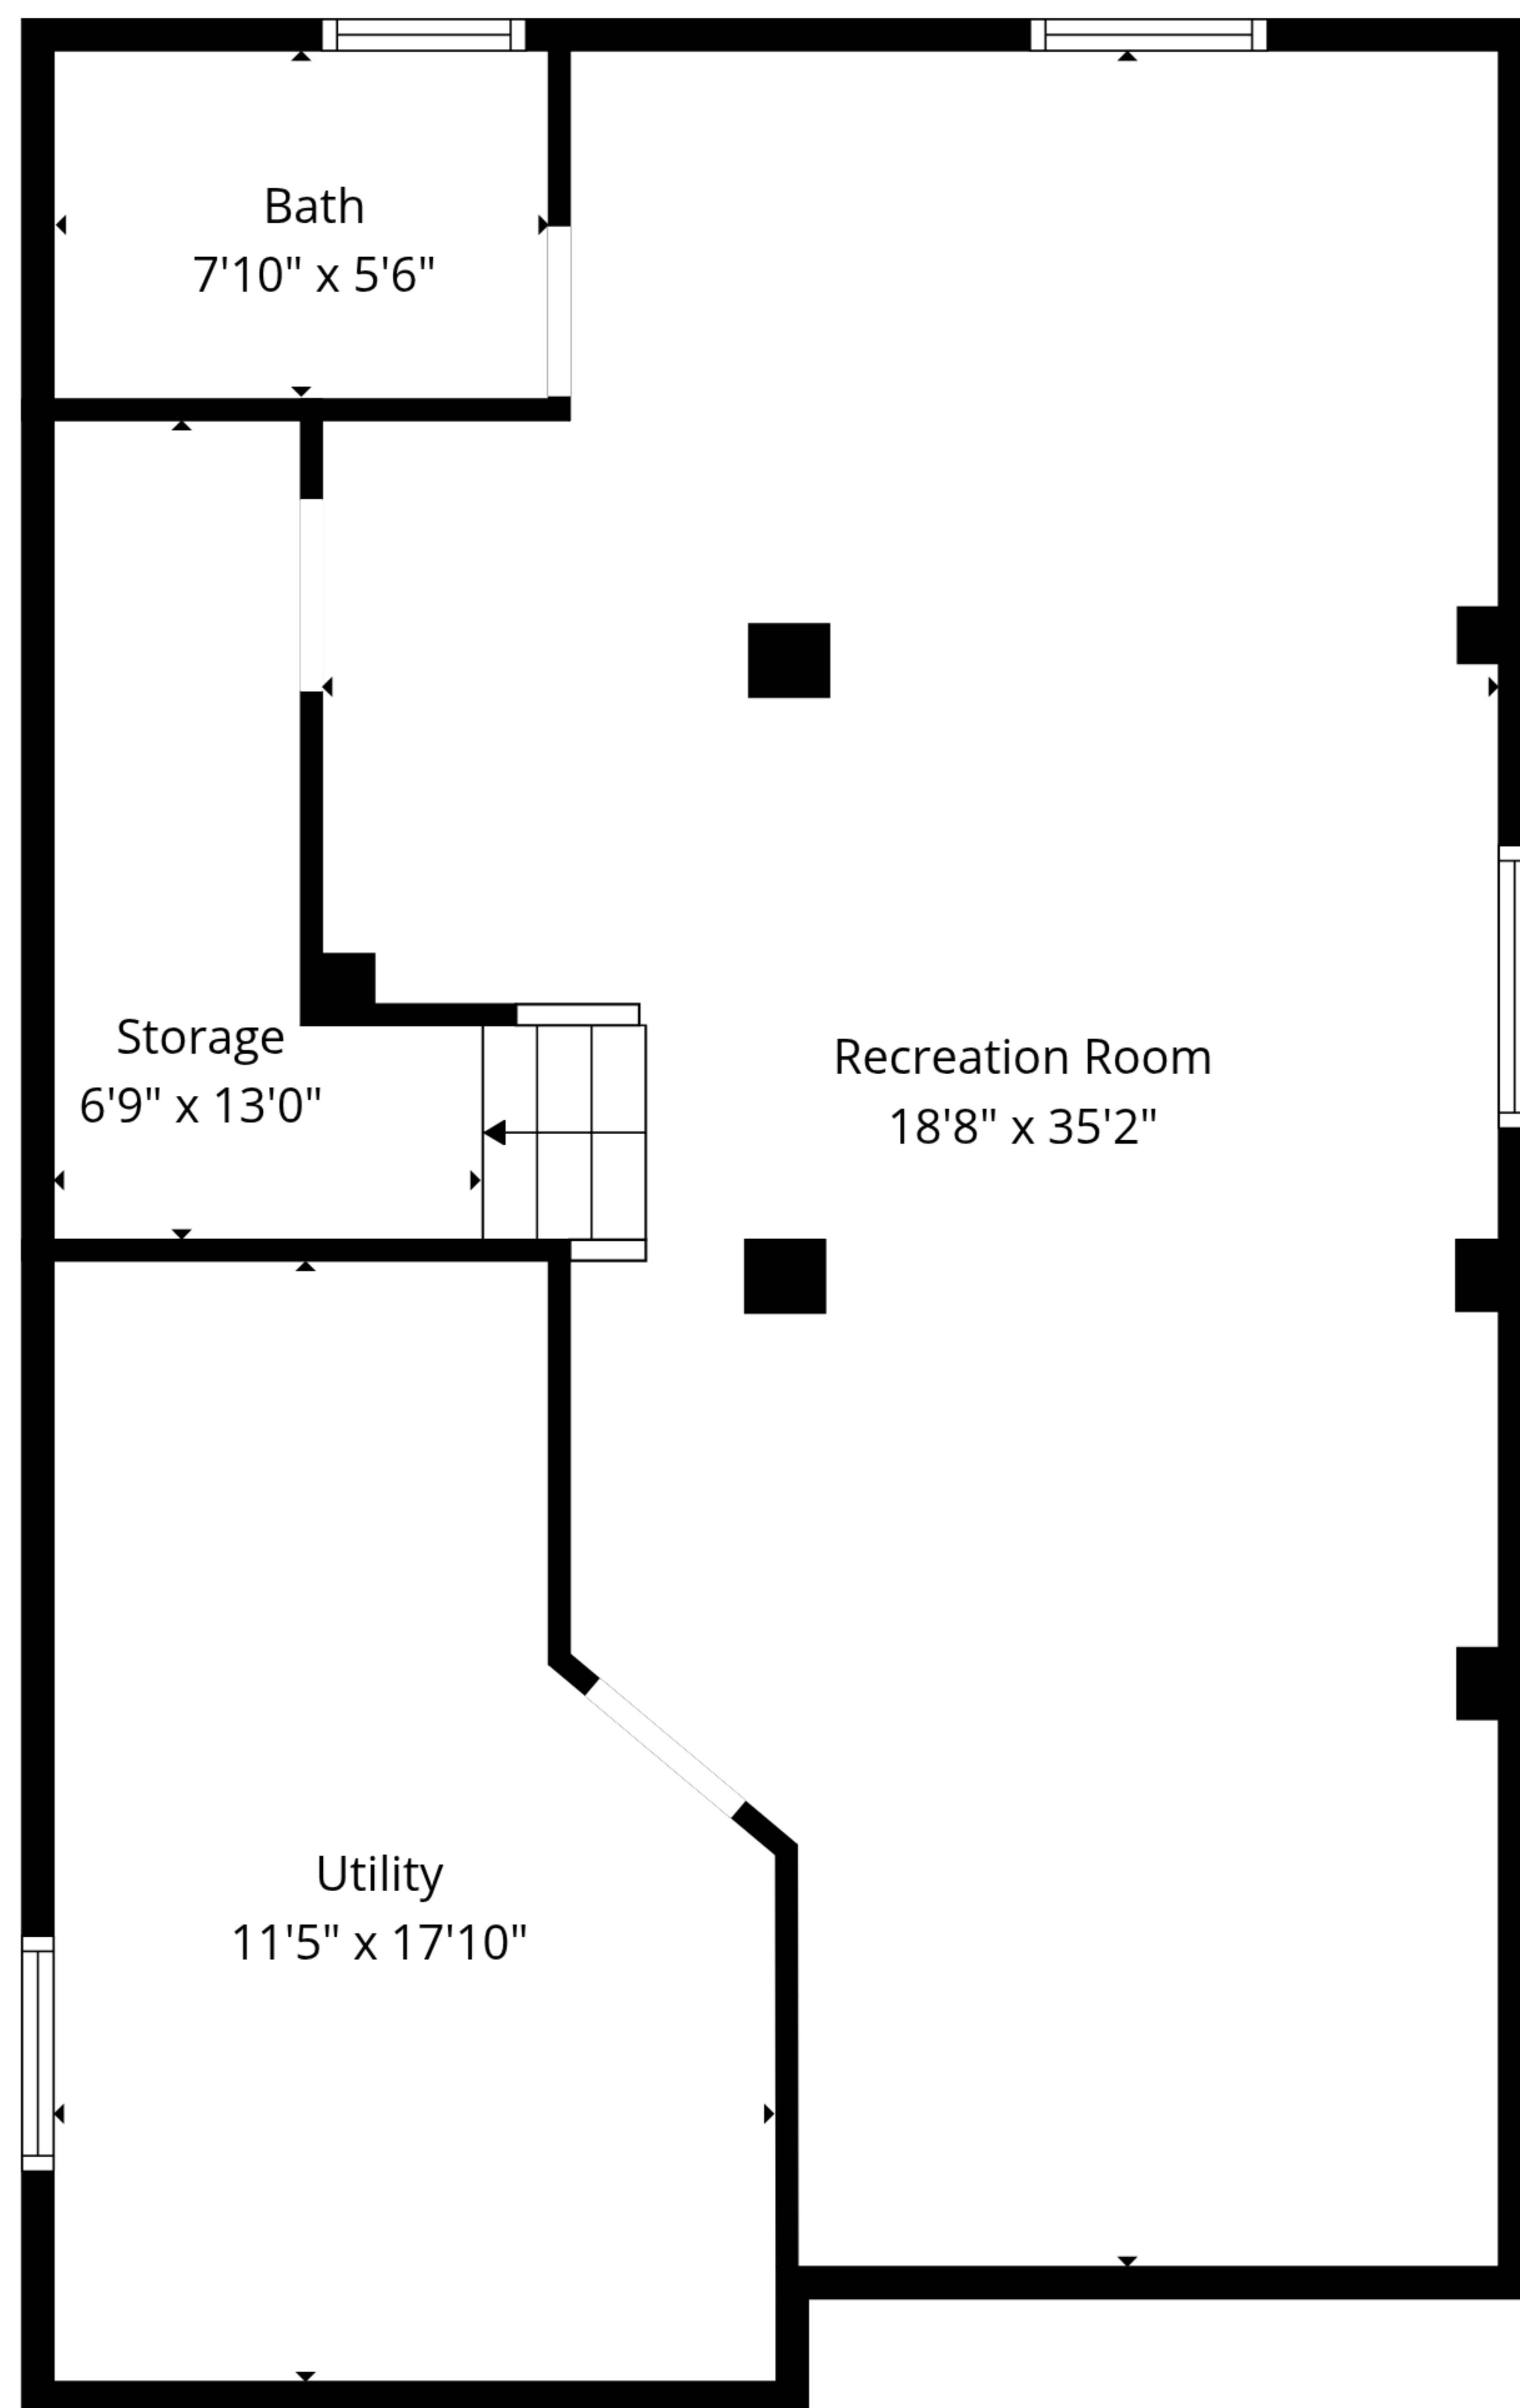 Bath
7'10" x 5'6"
Storage
6'9" x 13'0"
Recreation Room
18'8" x 35'2"
Utility
11'5" x 17'10"